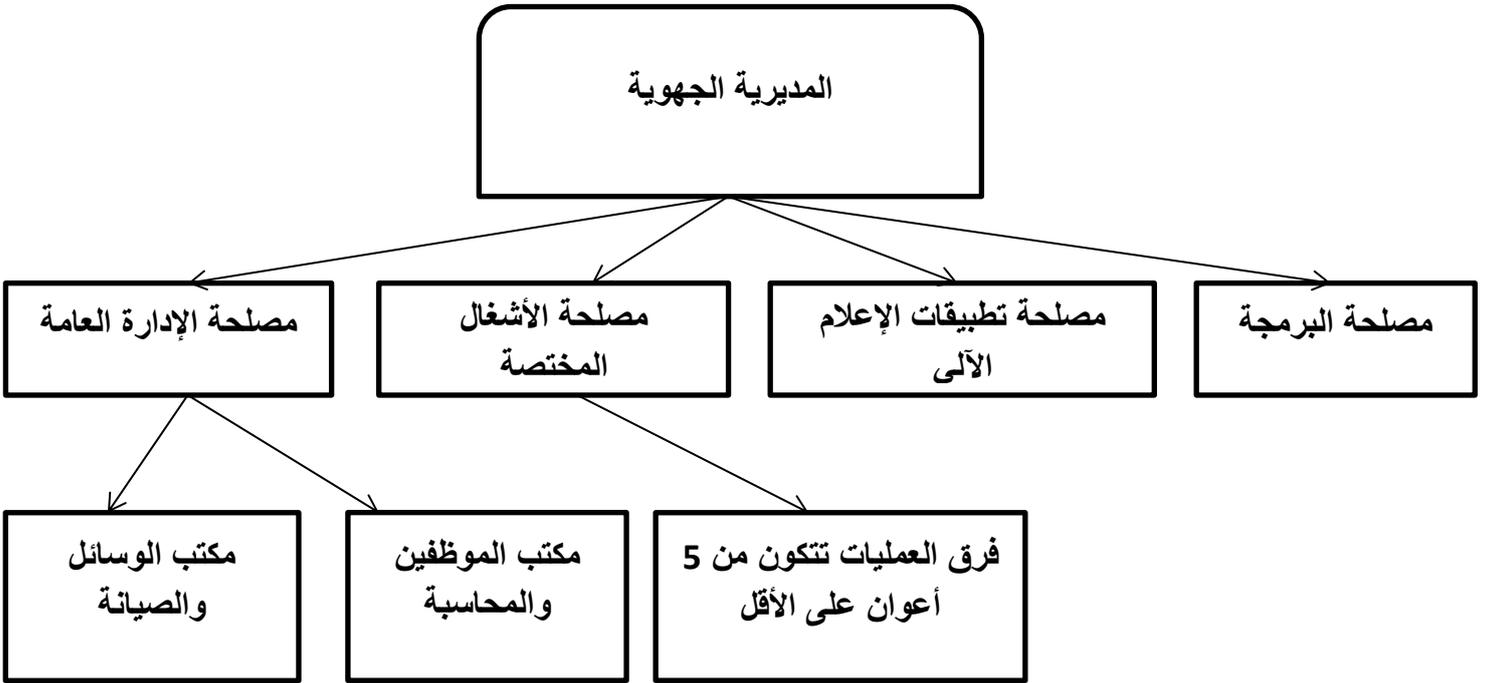 المديرية الجهوية
مصلحة البرمجة
مصلحة تطبيقات الإعلام
الآلى
مصلحة الأشغال
المختصة
مصلحة الإدارة العامة
فرق العمليات تتكون من 5
أعوان على الأقل
مكتب الموظفين
والمحاسبة
مكتب الوسائل
والصيانة